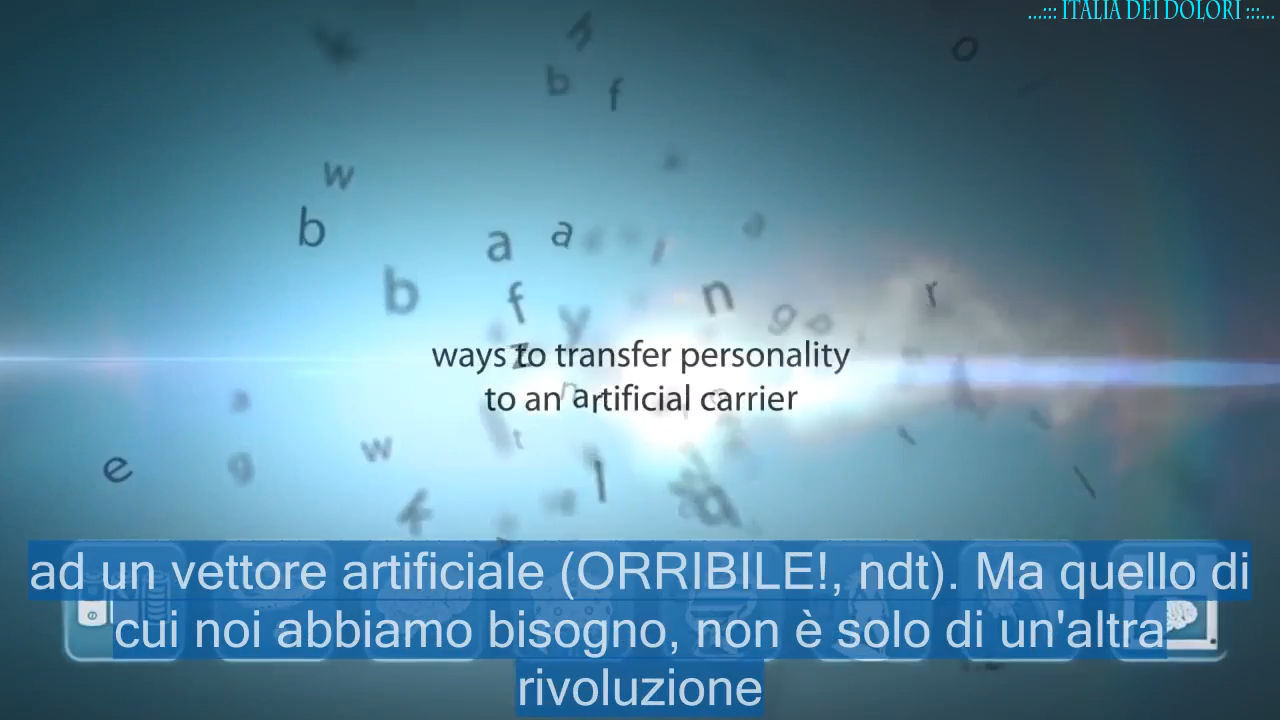 ...::: ITALIA DEI DOLORI :::...
ways to transfer personality
to an artificial carrier
ad un vettore artificiale (ORRIBILE!, ndt). Ma quello di
cui noi abbiamo bisogno, non è solo di un'altra
rivoluzione